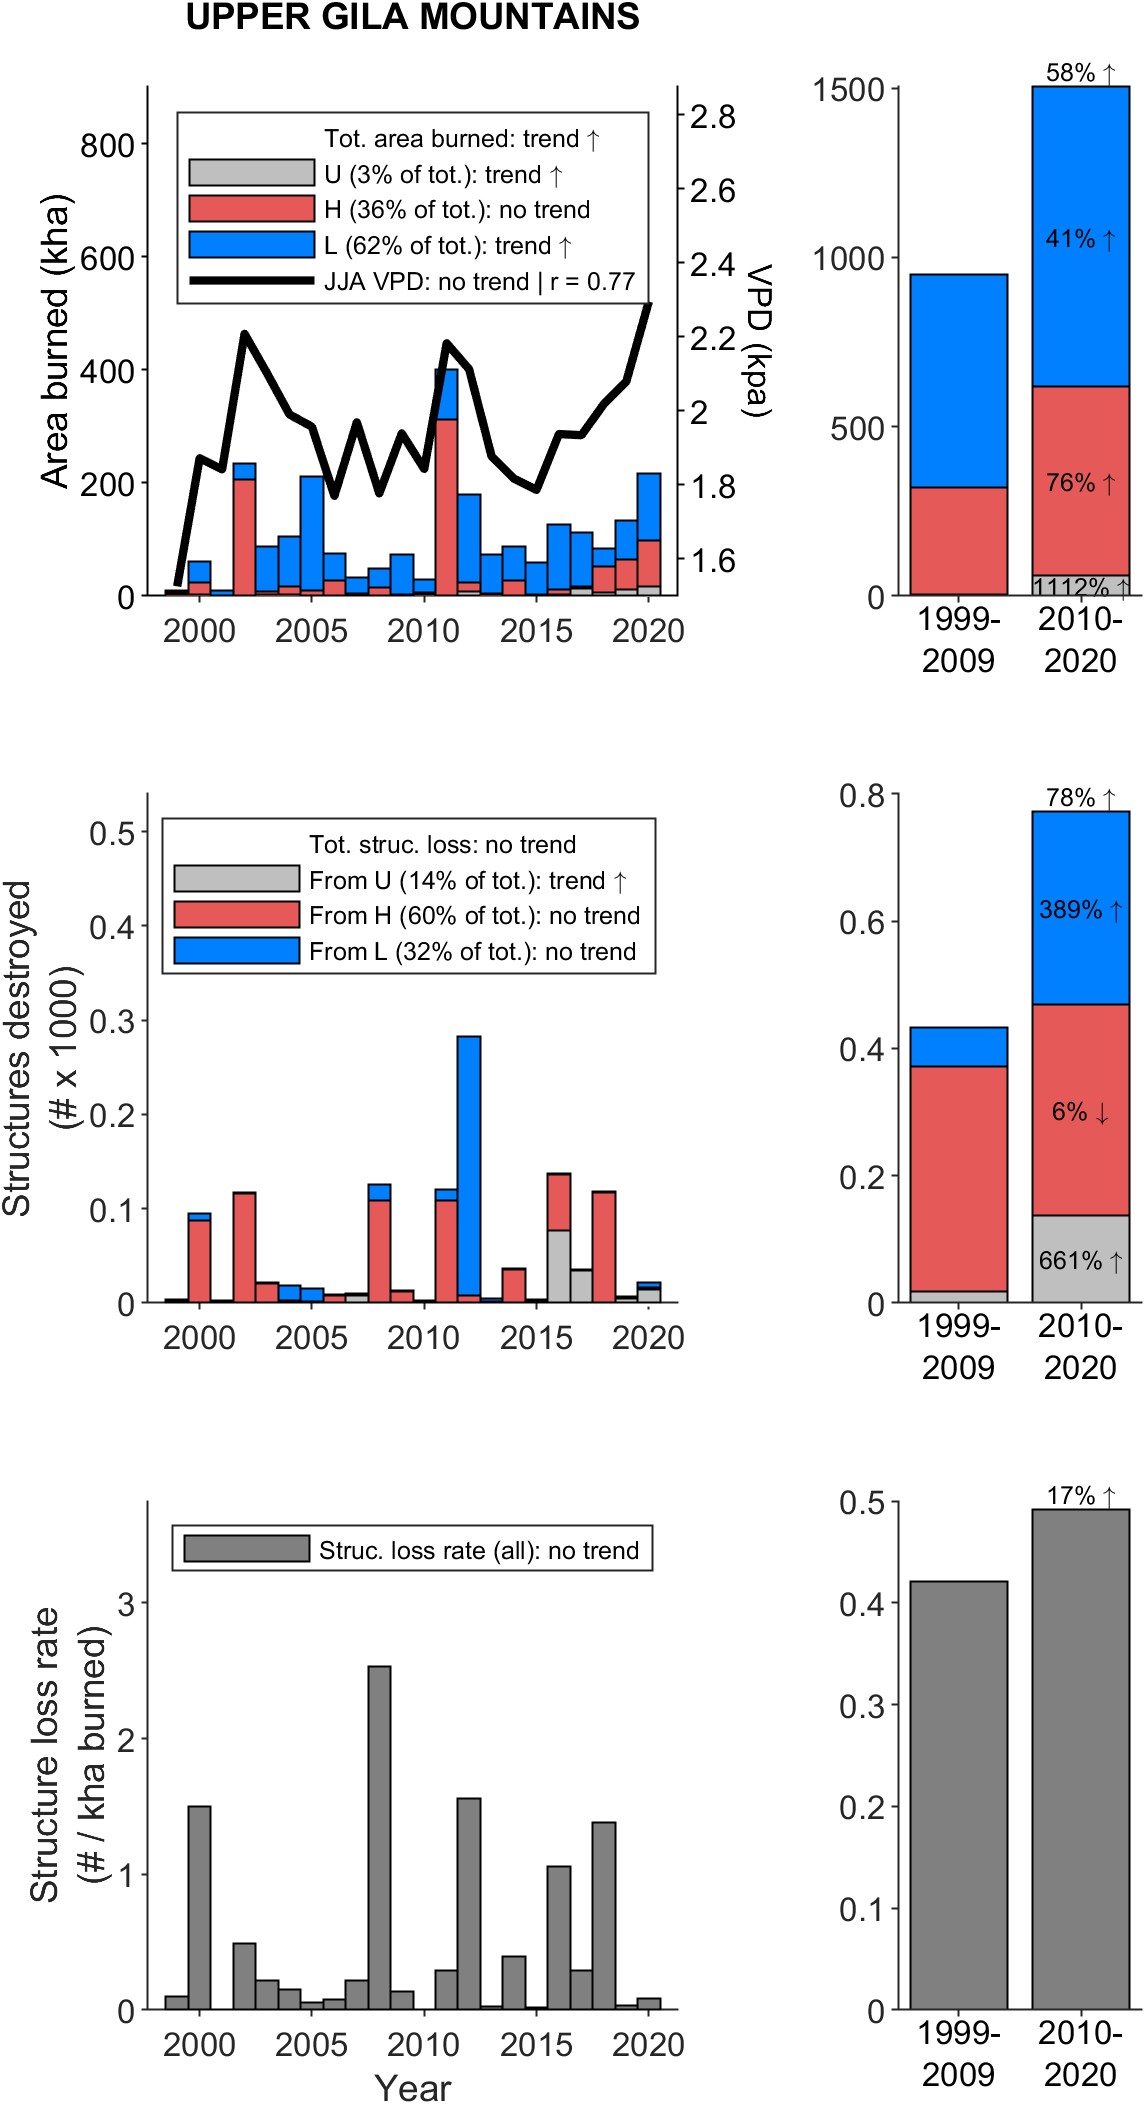 UPPER GILA MOUNTAINS
Area burned (kha)
800
600
400
200
0
Tot. area burned: trend ↑
U (3% of tot.): trend ↑
H (36% of tot.): no trend
L (62% of tot.): trend ↑
JJA VPD: no trend | r = 0.77
2.8
2.6
2.4
2.2
2
1.8
1.6
VPD (kpa)
2000 2005 2010 2015 2020
1500
1000
500
0
58% ↑
41% ↑
76% ↑
1112% ↑
1999- 2010-
2009 2020
Structures destroyed
(# x 1000)
0.5
0.4
0.3
0.2
0.1
0
Tot. struc. loss: no trend
From U (14% of tot.): trend ↑
From H (60% of tot.): no trend
From L (32% of tot.): no trend
2000 2005 2010 2015 2020
0.8
0.6
0.4
0.2
0
78% ↑
389% ↑
6% ↓
661% ↑
1999- 2010-
2009 2020
Structure loss rate
(# / kha burned)
3
2
1
0
Struc. loss rate (all): no trend
2000 2005 2010 2015 2020
Year
0.5
0.4
0.3
0.2
0.1
0
17% ↑
1999- 2010-
2009 2020